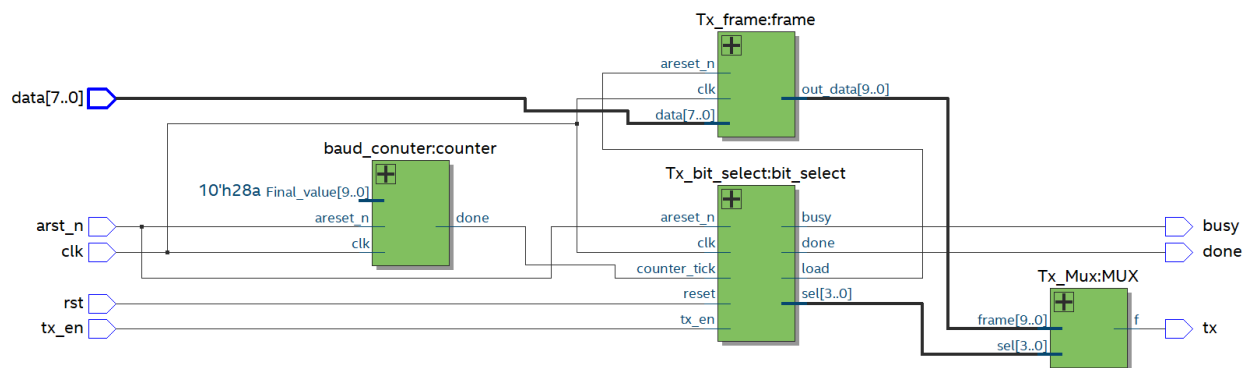 Tx_frame:frame
areset_n
clk
data[7..0]
out_data[9..0]
data[7..0]
baud_conuter:counter
10'h28a Final_value[9..0]
areset_n
clk
done
Tx_bit_select:bit_select
areset_n
clk
counter_tick
reset
tx_en
busy
done
load
sel[3..0]
arst_n
clk
rst
tx_en
busy
done
Tx_Mux:MUX
frame[9..0]
sel[3..0]
f
tx